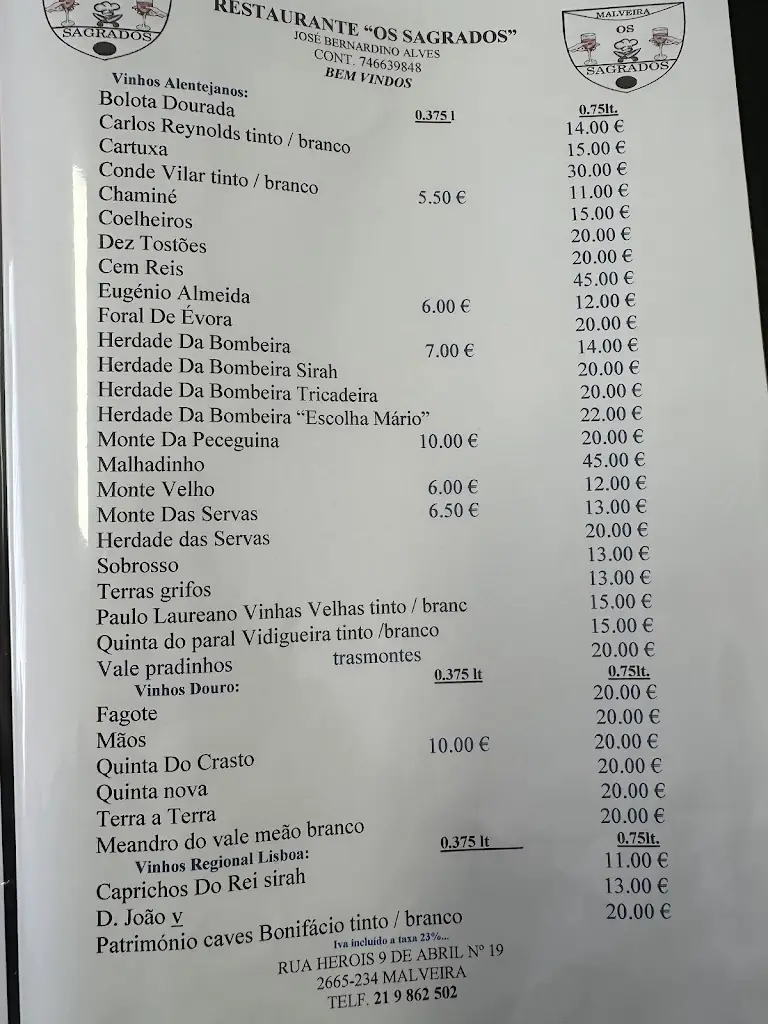 SAGRADOS
RESTAURANTE “OS SAGRADOS”
JOSÉ BERNARDINO ALVES
CONT. 746639848
BEM VINDOS
MALVEIRA
OS
SAGRADOS
Vinhos Alentejanos: 0.375 l 0.75lt.
Bolota Dourada 14.00 €
Carlos Reynolds tinto / branco 15.00 €
Cartuxa 30.00 €
Conde Vilar tinto / branco 11.00 €
Chaminé 5.50 € 15.00 €
Coelheiros 20.00 €
Dez Tostões 20.00 €
Cem Reis 45.00 €
Eugénio Almeida 6.00 € 12.00 €
Foral De Évora 20.00 €
Herdade Da Bombeira 7.00 € 14.00 €
Herdade Da Bombeira Sirah 20.00 €
Herdade Da Bombeira Tricadeira 20.00 €
Herdade Da Bombeira “Escolha Mário” 22.00 €
Monte Da Peceguina 10.00 € 20.00 €
Malhadinho 45.00 €
Monte Velho 6.00 € 12.00 €
Monte Das Servas 6.50 € 13.00 €
Herdade das Servas 20.00 €
Sobrosso 13.00 €
Terras grifos 13.00 €
Paulo Laureano Vinhas Velhas tinto / branc 15.00 €
Quinta do paral Vidigueira tinto /branco 15.00 €
Vale pradinhos trasmontes 20.00 €
Vinhos Douro: 0.375 lt 0.75lt.
Fagote 20.00 €
Mãos 20.00 €
Quinta Do Crasto 10.00 € 20.00 €
Quinta nova 20.00 €
Terra a Terra 20.00 €
Meandro do vale meão branco 20.00 €
Vinhos Regional Lisboa: 0.375 lt 0.75lt.
Caprichos Do Rei sirah 11.00 €
D. João v 13.00 €
Património caves Bonifácio tinto / branco 20.00 €
Iva incluído a taxa 23%...
RUA HEROIS 9 DE ABRIL Nº 19
2665-234 MALVEIRA
TELF. 21 9 862 502